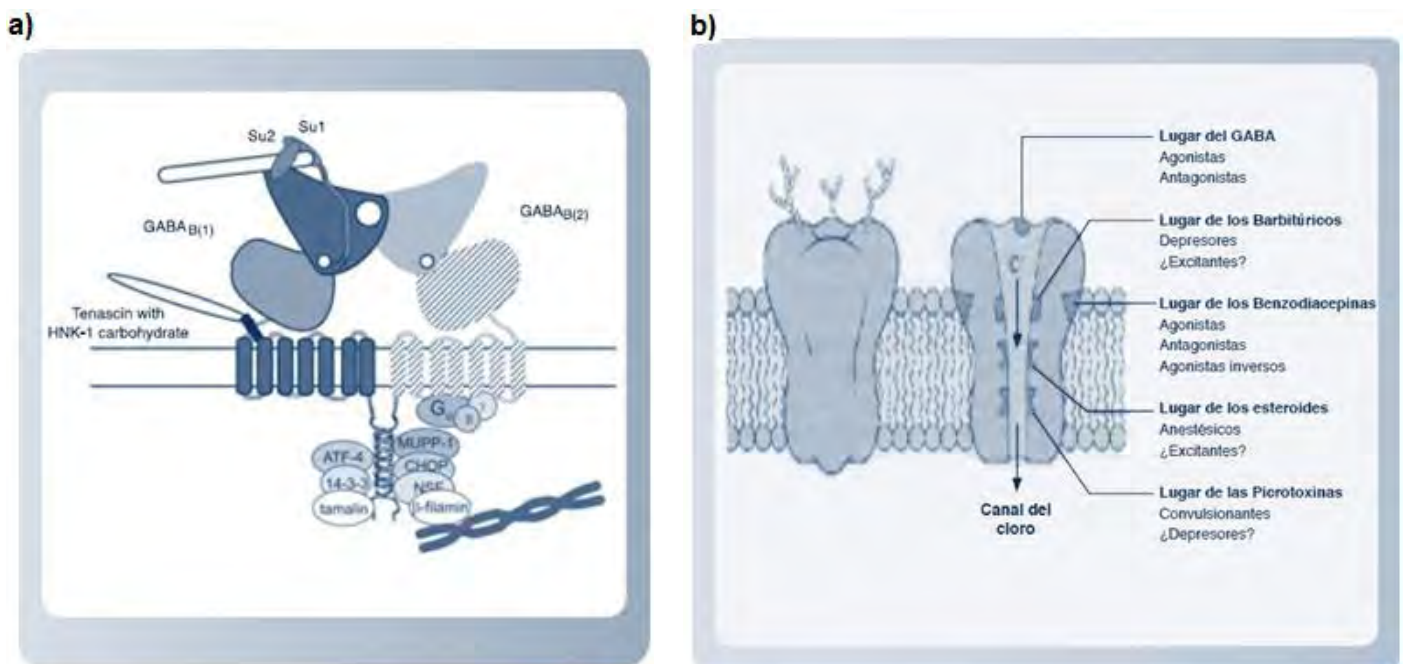 a)
Su2
Su1
GABA B(1)
GABA B(2)
Tenascin with
HNK-1 carbohydrate
G
B
ATF-4
MUPP-1
CHOP
14-3-3
NSF
tamalin
β-filamin
b)
Lugar del GABA
Agonistas
Antagonistas
Lugar de los Barbitúricos
Depresores
¿Excitantes?
Lugar de los Benzodiacepinas
Agonistas
Antagonistas
Agonistas inversos
Lugar de los esteroides
Anestésicos
¿Excitantes?
Lugar de las Picrotoxinas
Convulsionantes
¿Depresores?
Canal del
cloro